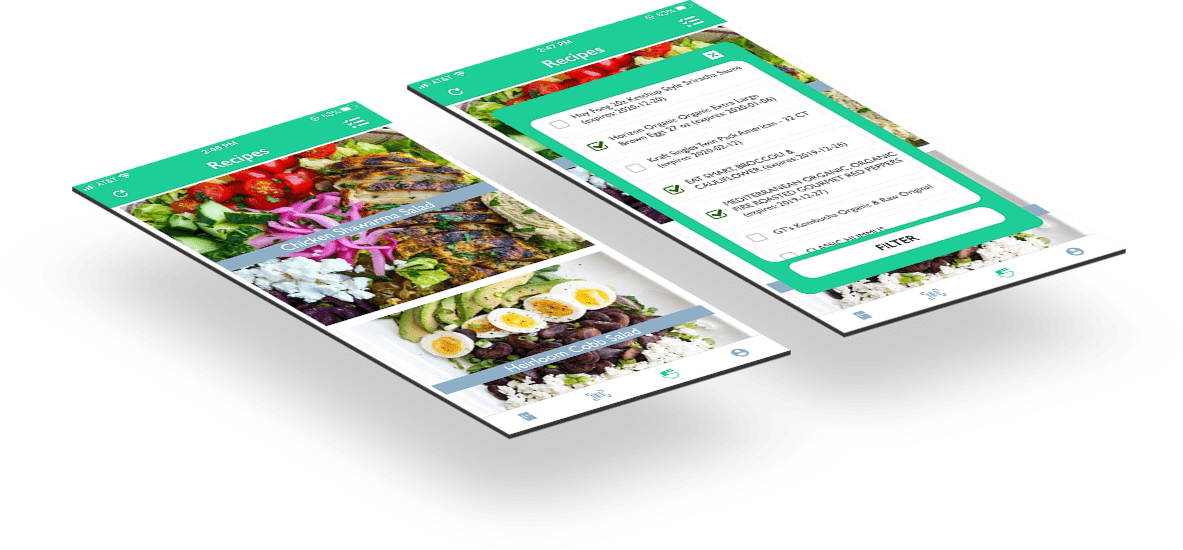 AT&T
2:46 PM
63%
Recipes
Chicken Shawarma Salad
Heirloom Cobb Salad
AT&T
2:47 PM
63%
Recipes
Huy Fong 20z Ketchup Style Sriracha Sauce
(expires: 2020-12-20)
Horizon Organic Organic Extra Large
Brown Eggs 27 oz (expires: 2020-01-06)
Kraft Singles Twin Pack American - 32 CT
(expires: 2020-02-12)
EAT SMART BROCCOLI &
CAULIFLOWER (expires: 2019-12-26)
MEDITERRANEAN ORGANIC ORGANIC
FIRE ROASTED GOURMET RED PEPPERS
(expires: 2019-12-27)
GT's Kombucha Organic & Raw Original
CLASSIC HUMMUS
FILTER